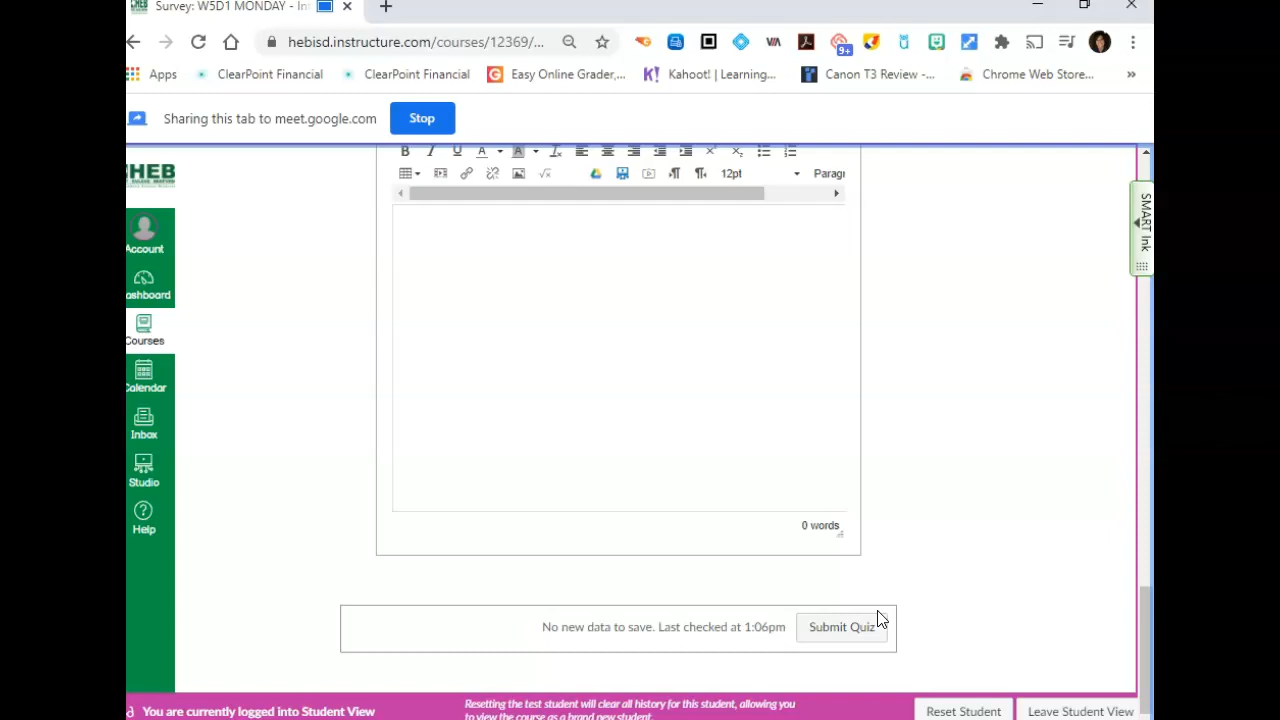 Survey: W5D1 MONDAY - In
hebisd.instructure.com/courses/12369/...
9+
Apps ClearPoint Financial ClearPoint Financial Easy Online Grader,... Kahoot! | Learning... Canon T3 Review -... Chrome Web Store... »
Sharing this tab to meet.google.com Stop
HEB
SMART Ink
12pt Paragr
Account
Dashboard
Courses
Calendar
Inbox
Studio
Help
0 words
No new data to save. Last checked at 1:06pm Submit Quiz
You are currently logged into Student View
Resetting the test student will clear all history for this student, allowing you
to view the course as a brand new student.
Reset Student Leave Student View